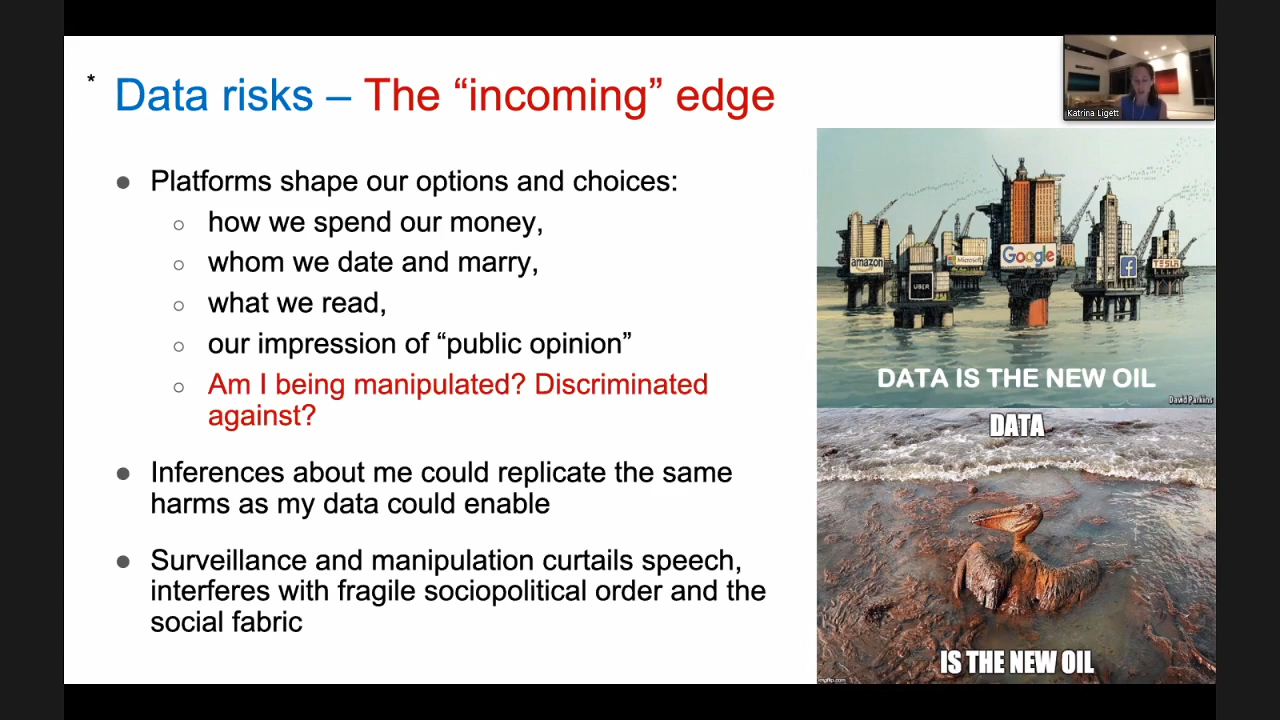 * Data risks – The “incoming” edge
Katrina Ligett
● Platforms shape our options and choices:
○ how we spend our money,
○ whom we date and marry,
○ what we read,
○ our impression of “public opinion”
○ Am I being manipulated? Discriminated
against?
● Inferences about me could replicate the same
harms as my data could enable
● Surveillance and manipulation curtails speech,
interferes with fragile sociopolitical order and the
social fabric
amazon
UBER
Microsoft
Google
f
TESLA
DATA IS THE NEW OIL
David Parkins
DATA
IS THE NEW OIL
imgflip.com